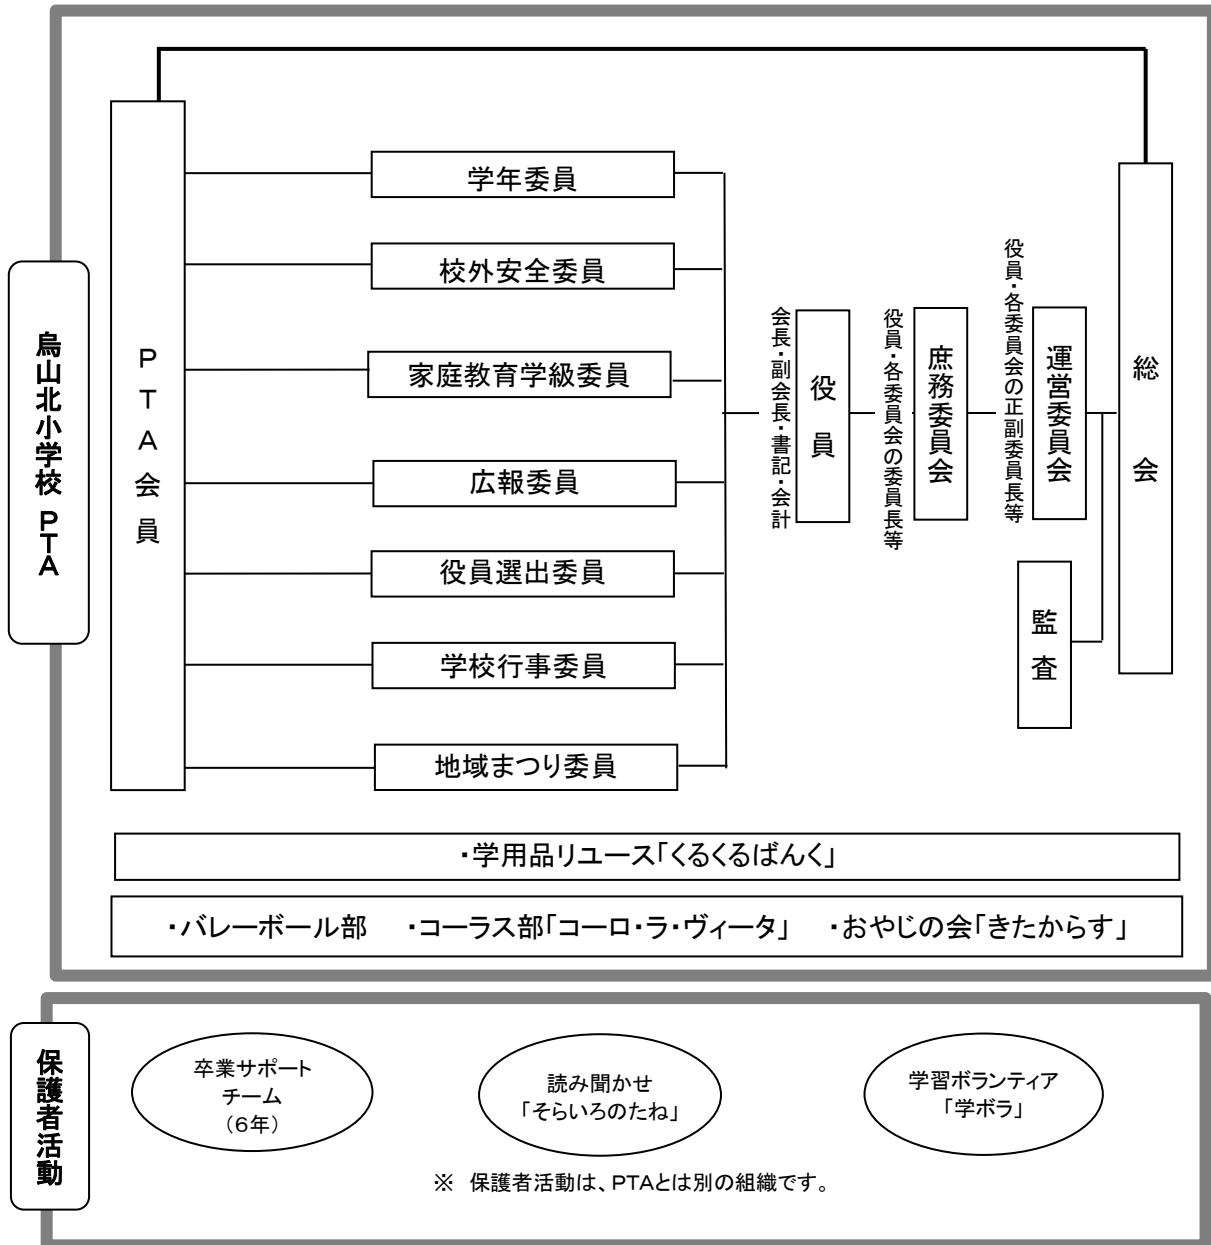 烏山北小学校 PTA
PTA会員
学年委員
校外安全委員
家庭教育学級委員
広報委員
役員選出委員
学校行事委員
地域まつり委員
会長・副会長・書記・会計
役員
役員・各委員会の委員長等
庶務委員会
役員・各委員会の正副委員長等
運営委員会
監査
総会
・学用品リユース「くるくるばんく」
・バレーボール部 ・コーラス部「コーロ・ラ・ヴィータ」 ・おやじの会「きたからす」
保護者活動
卒業サポート
チーム
（6年）
読み聞かせ
「そらいろのたね」
学習ボランティア
「学ボラ」
※ 保護者活動は、PTAとは別の組織です。